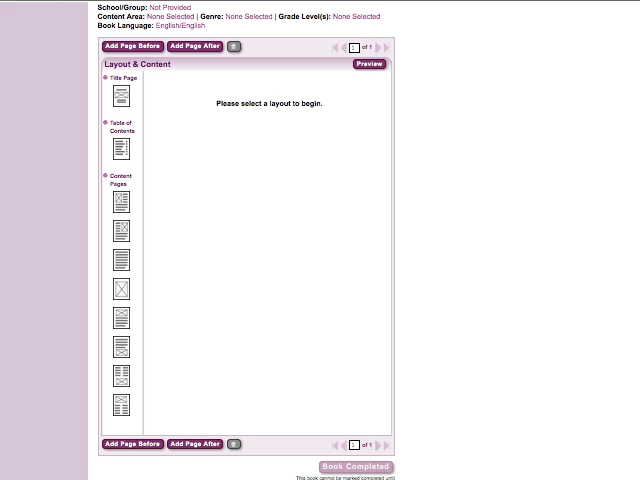 School/Group: Not Provided
Content Area: None Selected | Genre: None Selected | Grade Level(s): None Selected
Book Language: English/English
Add Page Before Add Page After 1 of 1
Layout & Content Preview
Title Page
Please select a layout to begin.
Table of
Contents
Content
Pages
Add Page Before Add Page After 1 of 1
Book Completed
This book cannot be marked completed until